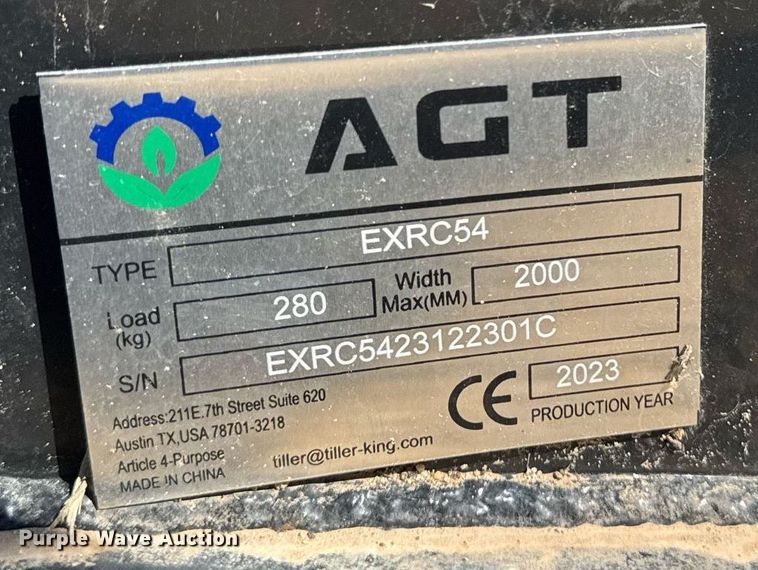 AGT
TYPE EXRC54
Load (kg) 280 Width Max(MM) 2000
S/N EXRC5423122301C
CE 2023
PRODUCTION YEAR
Address:211E.7th Street Suite 620
Austin TX,USA 78701-3218
Article 4-Purpose
MADE IN CHINA
tiller@tiller-king.com
Purple Wave Auction